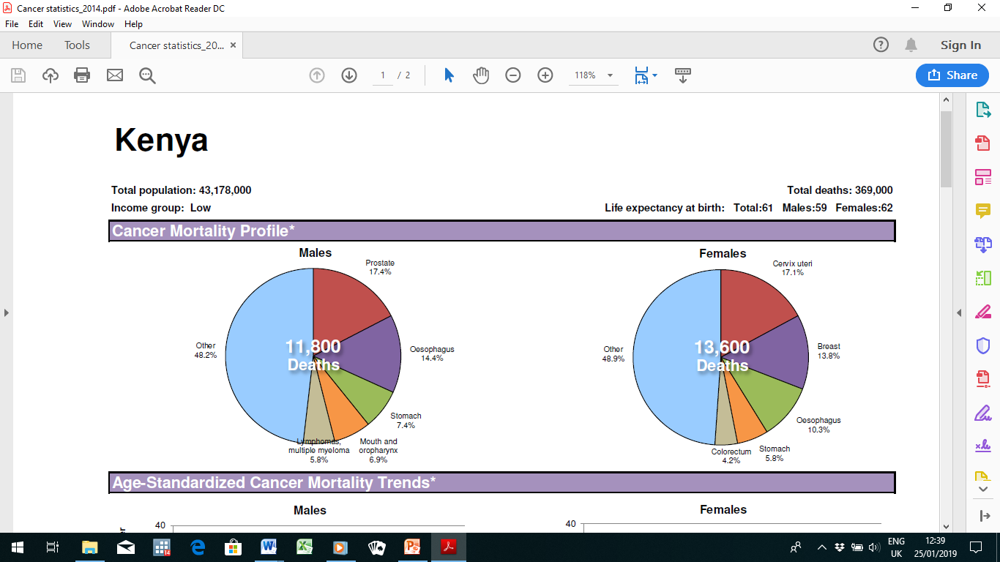 Cancer statistics_2014.pdf - Adobe Acrobat Reader DC
File Edit View Window Help
Home Tools Cancer statistics_20... × Sign In
1 / 2 118% Share
Kenya
Total population: 43,178,000 Total deaths: 369,000
Income group: Low Life expectancy at birth: Total:61 Males:59 Females:62
Cancer Mortality Profile*
Males
Prostate
17.4%
Oesophagus
14.4%
Stomach
7.4%
Mouth and
oropharynx
6.9%
Lymphomas,
multiple myeloma
5.8%
Other
48.2%
11,800
Deaths
Females
Cervix uteri
17.1%
Breast
13.8%
Oesophagus
10.3%
Stomach
5.8%
Colorectum
4.2%
Other
48.9%
13,600
Deaths
Age-Standardized Cancer Mortality Trends*
Males Females
40 40
14
ENG 12:39
UK 25/01/2019